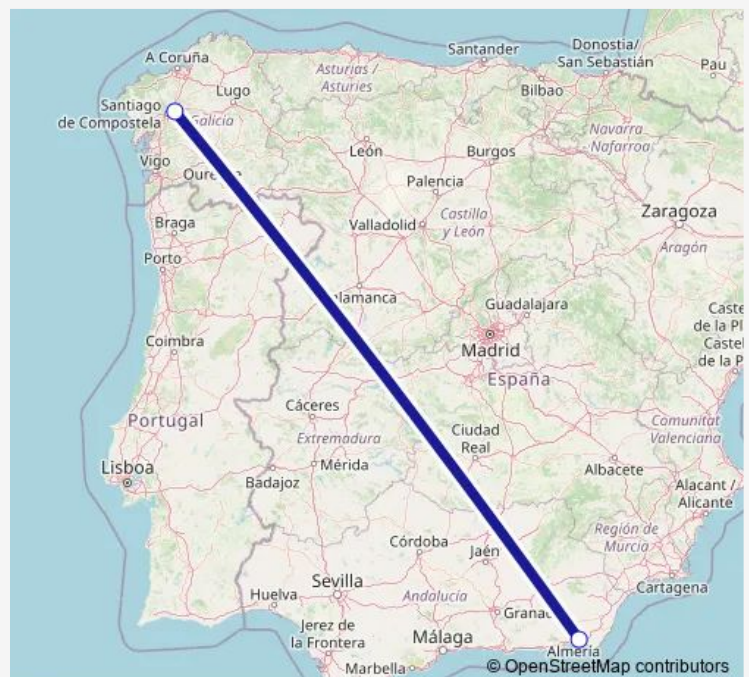 A Coruña
Santander
Donostia/
San Sebastián
Pau
Asturias /
Asturies
Lugo
Bilbao
Santiago
de Compostela
Galicia
Navarra
- Nafarroa
León
Burgos
Vigo
Palencia
Zaragoza
Braga
Valladolid
Castilla
y León
Aragón
Porto
Guadalajara
Coimbra
Madrid
España
Cáceres
Portugal
Extremadura
Ciudad
Real
Comunitat
Valenciana
Lisboa
Mérida
Albacete
Badajoz
Alacant /
Alicante
Región de
Murcia
Córdoba
Jaén
Sevilla
Cartagena
Huelva
Andalucía
Jerez de
la Frontera
Málaga
Almería
Marbella
© OpenStreetMap contributors